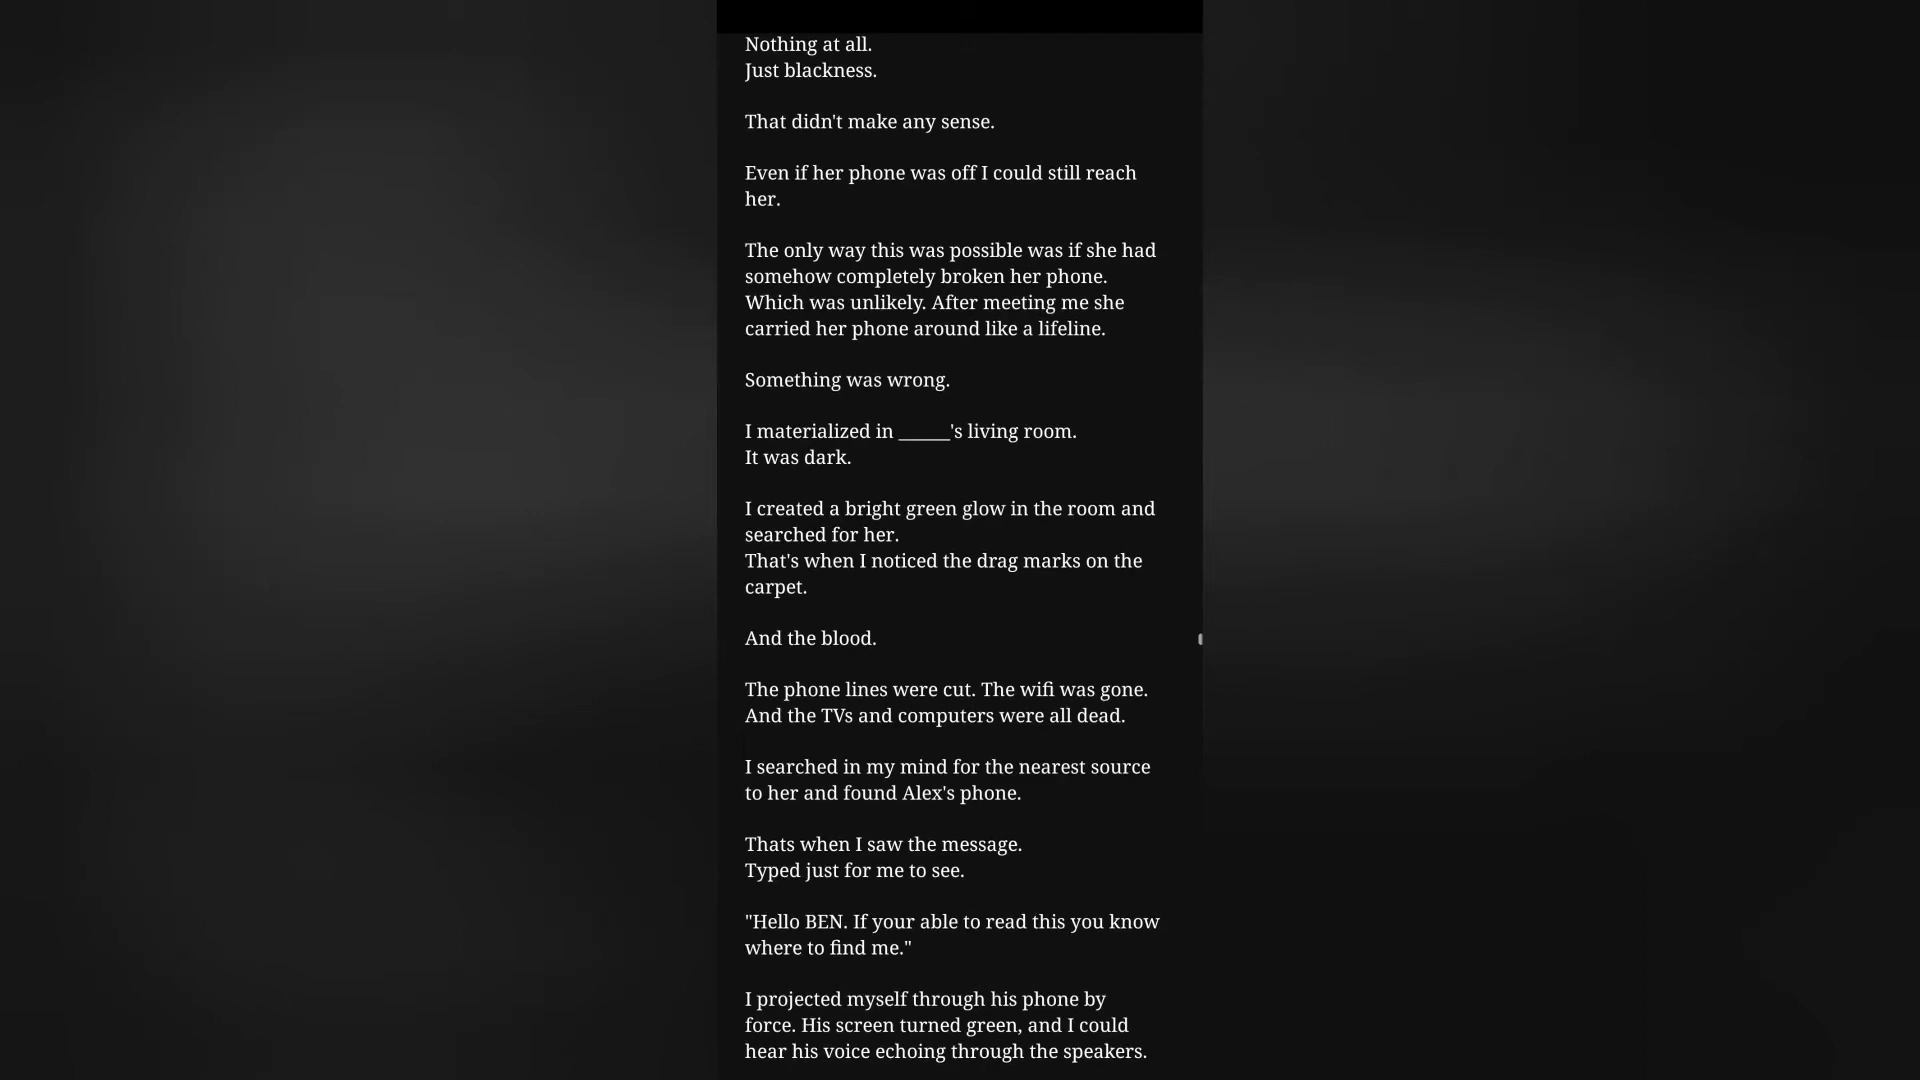 Nothing at all.
Just blackness.
That didn't make any sense.
Even if her phone was off I could still reach
her.
The only way this was possible was if she had
somehow completely broken her phone.
Which was unlikely. After meeting me she
carried her phone around like a lifeline.
Something was wrong.
I materialized in ______'s living room.
It was dark.
I created a bright green glow in the room and
searched for her.
That's when I noticed the drag marks on the
carpet.
And the blood.
The phone lines were cut. The wifi was gone.
And the TVs and computers were all dead.
I searched in my mind for the nearest source
to her and found Alex's phone.
Thats when I saw the message.
Typed just for me to see.
"Hello BEN. If your able to read this you know
where to find me."
I projected myself through his phone by
force. His screen turned green, and I could
hear his voice echoing through the speakers.